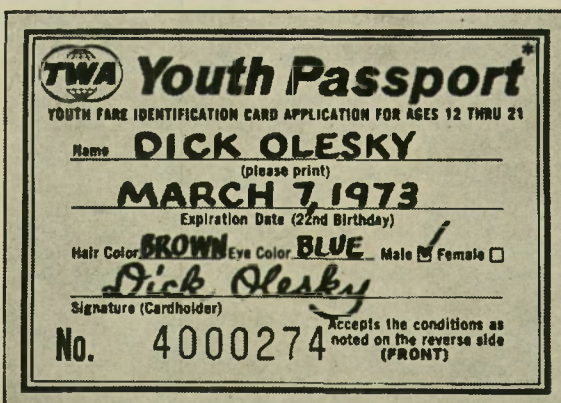 TWA Youth Passport*
YOUTH FARE IDENTIFICATION CARD APPLICATION FOR AGES 12 THRU 21
Name DICK OLESKY
(please print)
MARCH 7, 1973
Expiration Date (22nd Birthday)
Hair Color BROWN Eye Color BLUE Male Female
Dick Olesky
Signature (Cardholder)
No. 4000274
Accepts the conditions as
noted on the reverse side
(FRONT)